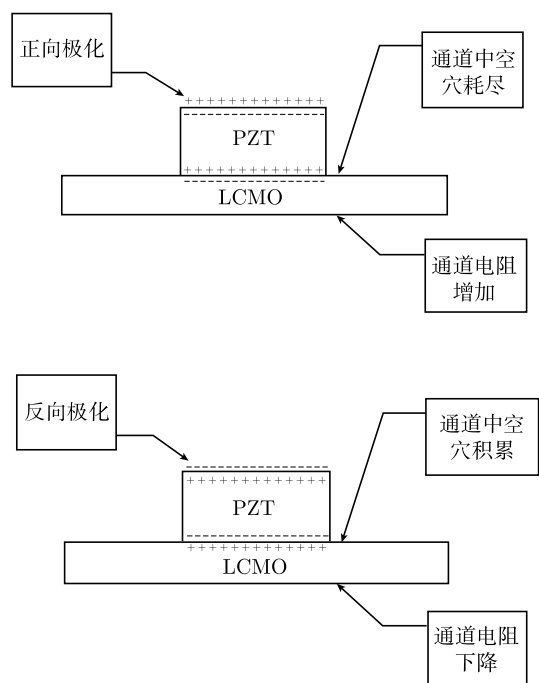 正向极化
通道中空
穴耗尽
+ + + + + + + + + + + + +
PZT
+ + + + + + + + + + + + +
LCMO
通道电阻
增加
反向极化
通道中空
穴积累
+ + + + + + + + + + + + +
PZT
+ + + + + + + + + + + + +
LCMO
通道电阻
下降